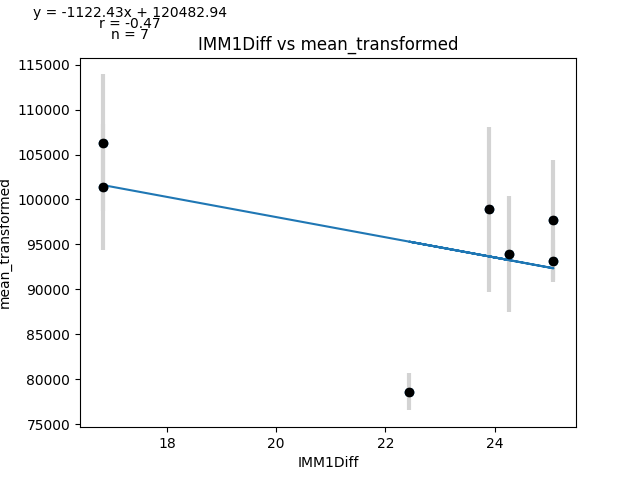 y = -1122.43x + 120482.94
r = -0.47
n = 7
IMM1Diff vs mean_transformed
115000
110000
105000
100000
95000
90000
85000
80000
75000
mean_transformed
18
20
22
24
IMM1Diff